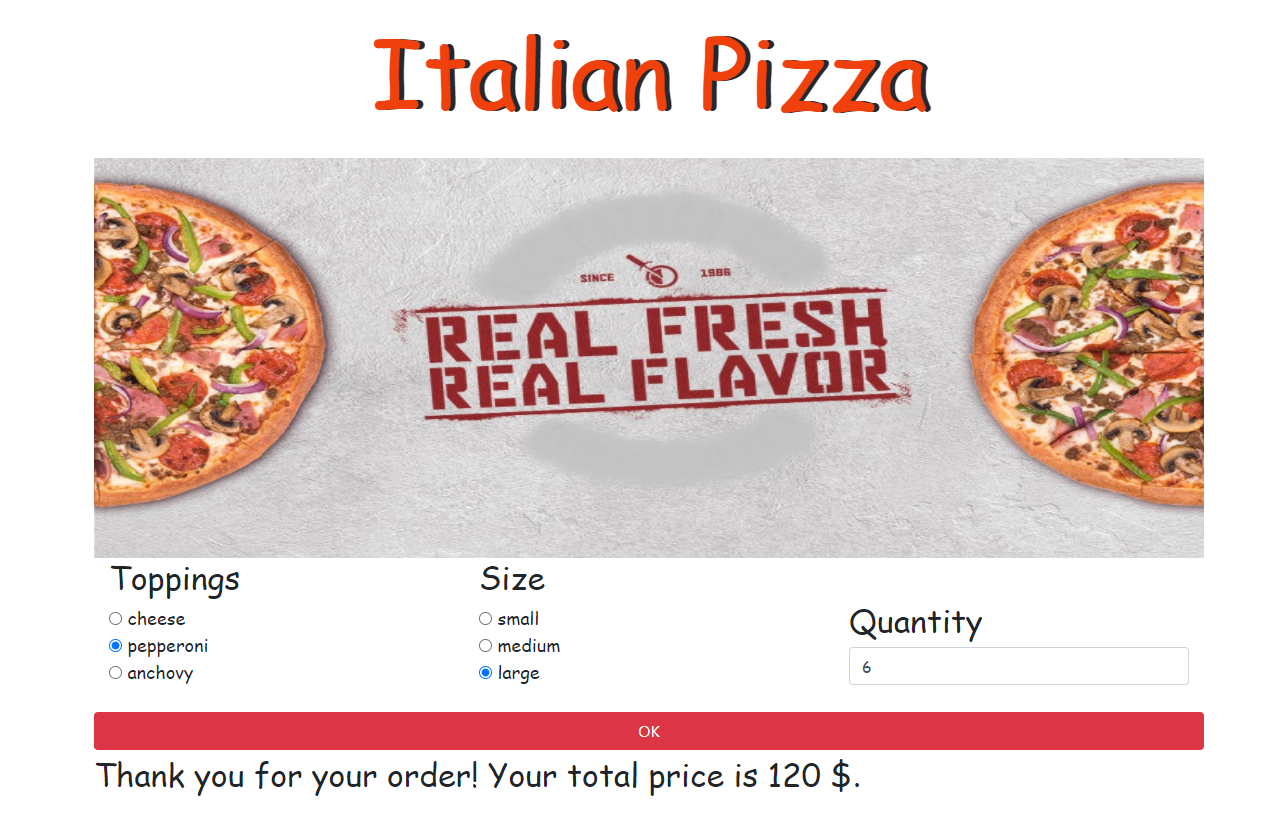 Italian Pizza
SINCE 1986
REAL FRESH
REAL FLAVOR
Toppings
cheese
pepperoni
anchovy
Size
small
medium
large
Quantity
6
OK
Thank you for your order! Your total price is 120 $.